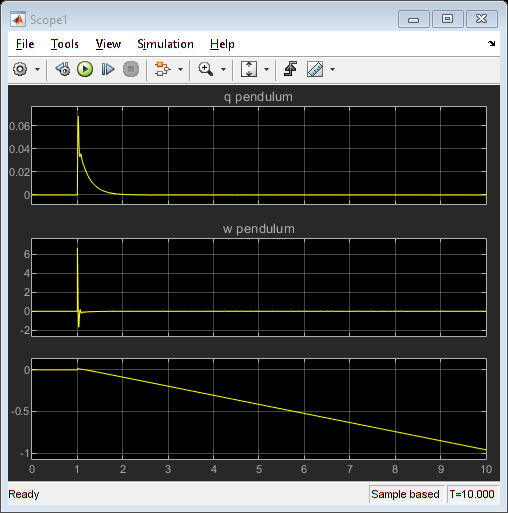 Scope1
File Tools View Simulation Help
q pendulum
0.06
0.04
0.02
0
w pendulum
6
4
2
0
-2
0
-0.5
-1
0 1 2 3 4 5 6 7 8 9 10
Ready Sample based T=10.000